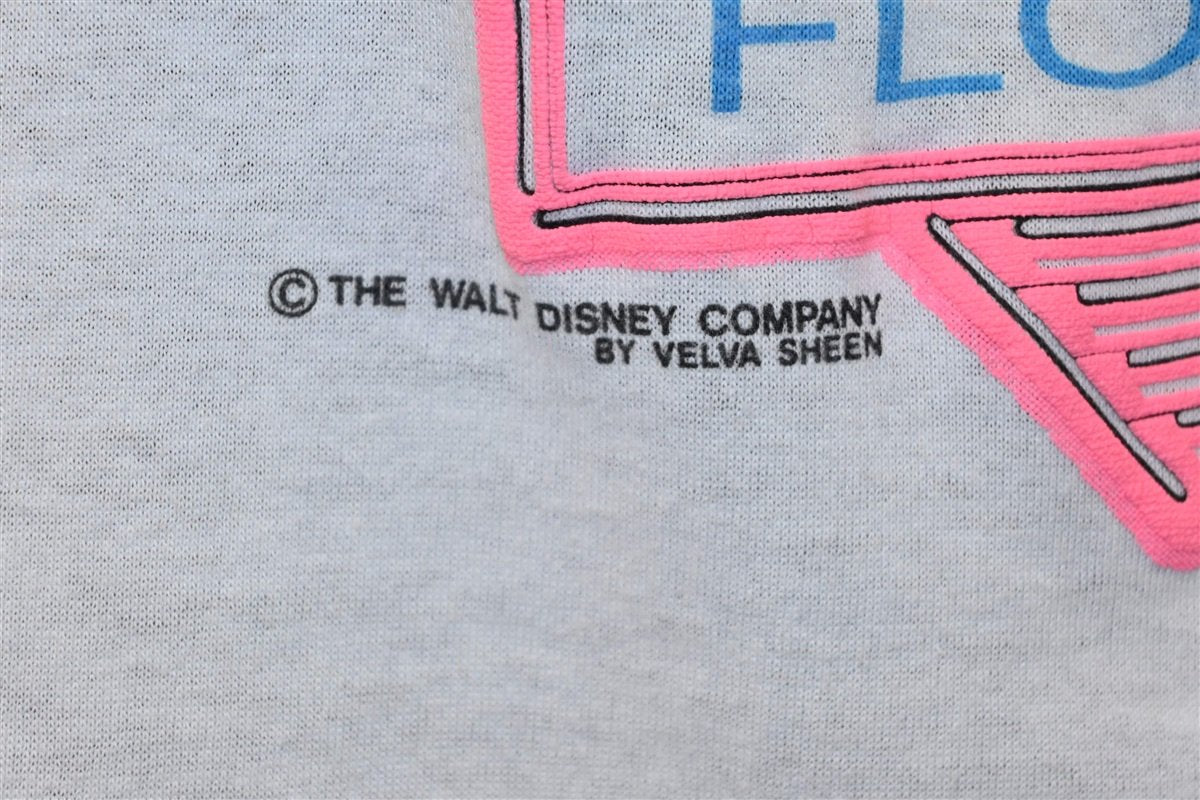 FLO
© THE WALT DISNEY COMPANY
BY VELVA SHEEN